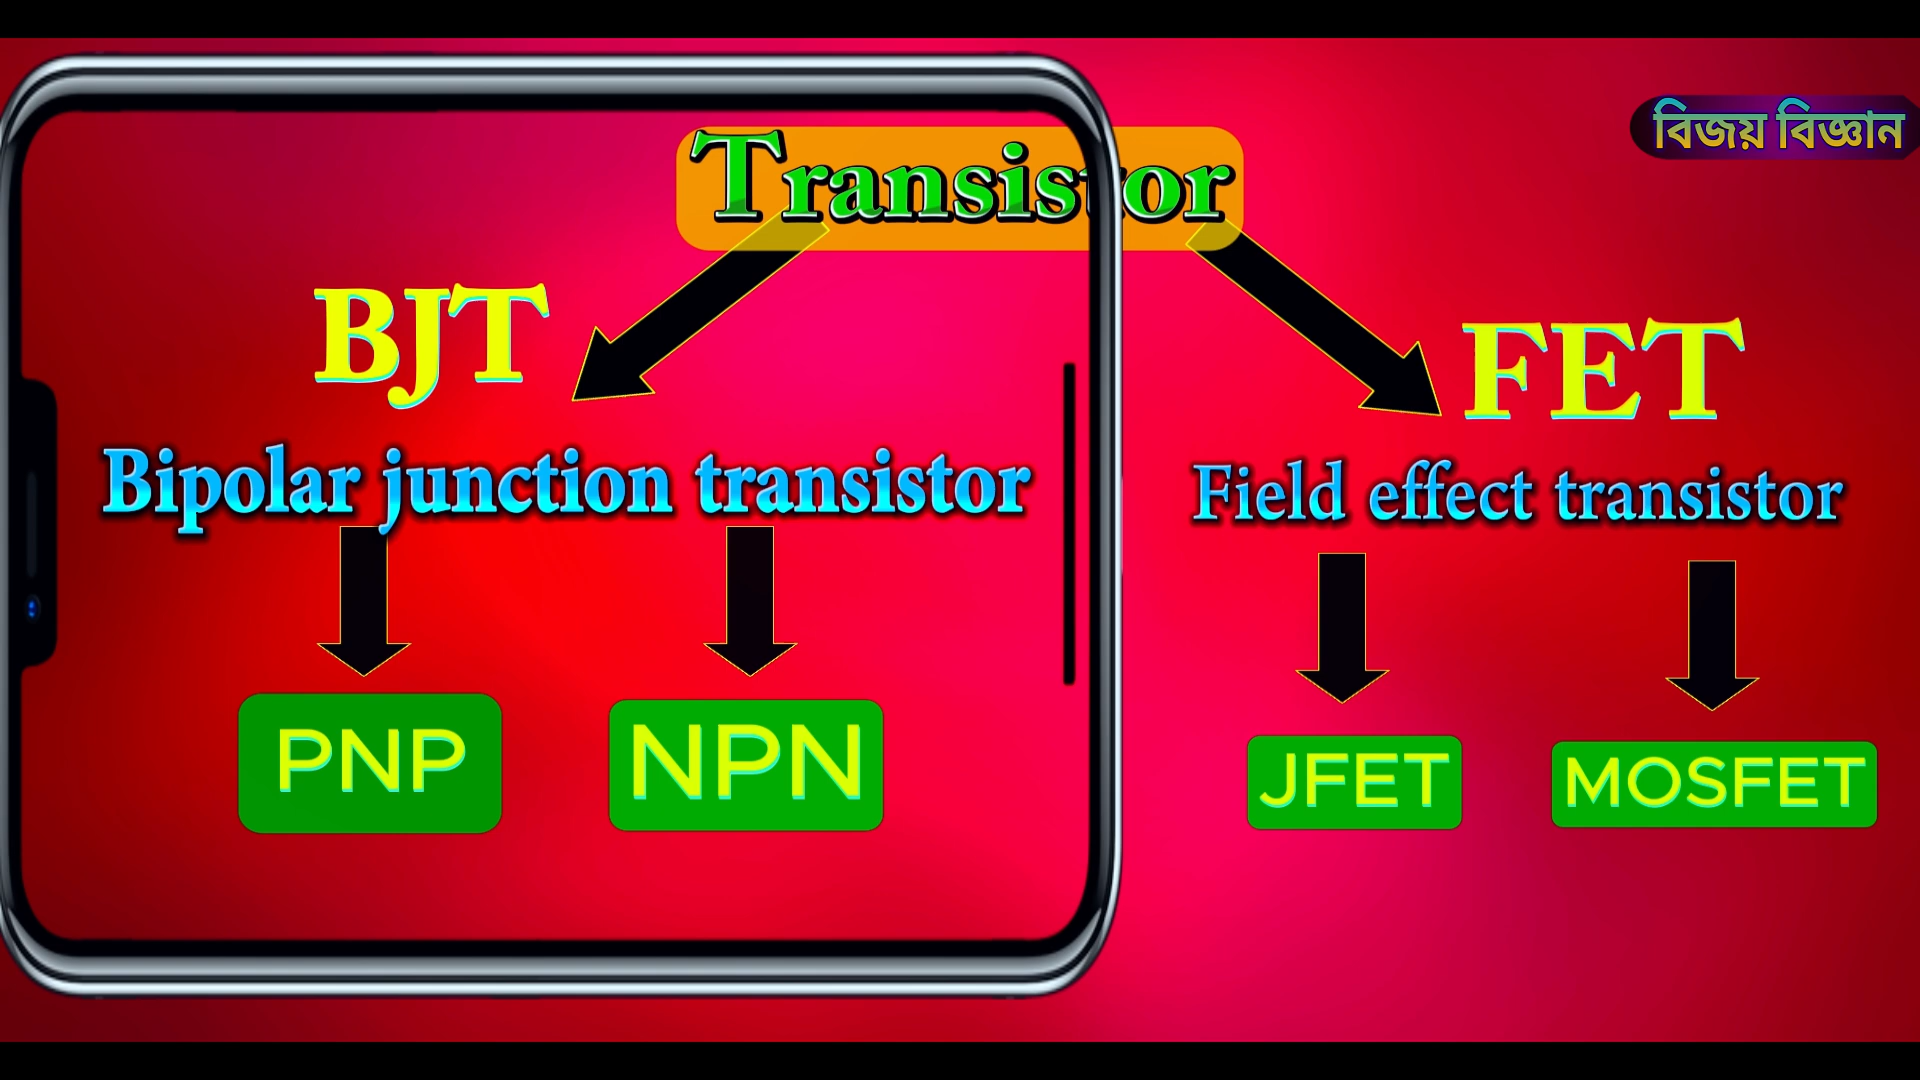 বিজয় বিজ্ঞান
Transistor
BJT
FET
Bipolar junction transistor
Field effect transistor
PNP
NPN
JFET
MOSFET